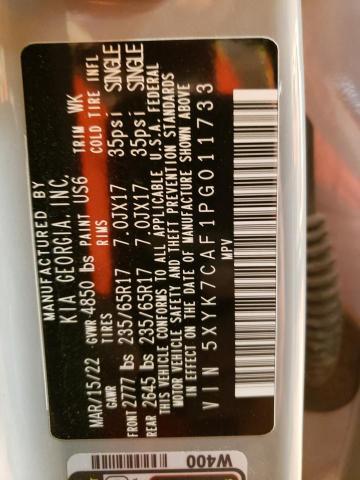 MANUFACTURED BY
KIA GEORGIA, INC.
MAR/15/22 GVWR 4850 lbs PAINT US6 TRIM WK
GAWR TIRES RIMS COLD TIRE INFL
FRONT 2777 lbs 235/65R17 7.0JX17 35psi SINGLE
REAR 2645 lbs 235/65R17 7.0JX17 35psi SINGLE
THIS VEHICLE CONFORMS TO ALL APPLICABLE U.S.A. FEDERAL
MOTOR VEHICLE SAFETY AND THEFT PREVENTION STANDARDS
IN EFFECT ON THE DATE OF MANUFACTURE SHOWN ABOVE
VIN 5XYK7CAF1PG011733
MPV
W400